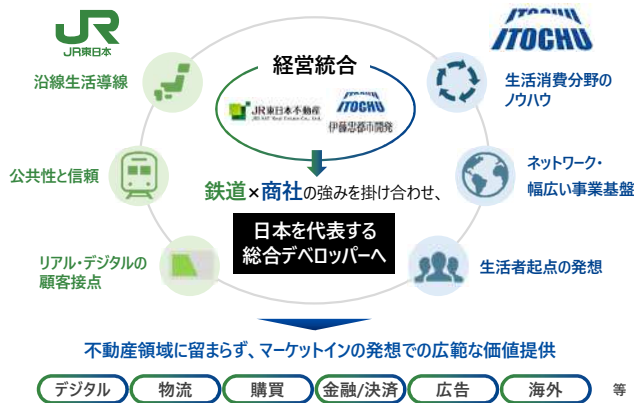 JR
JR東日本
ITOCHU
ITOCHU
経営統合
JR東日本不動産
JR EAST Real Estate Co., Ltd.
ITOCHU
ITOCHU
伊藤忠都市開発
沿線生活導線
生活消費分野の
ノウハウ
公共性と信頼
ネットワーク・
幅広い事業基盤
鉄道×商社の強みを掛け合わせ、
日本を代表する
総合デベロッパーへ
リアル・デジタルの
顧客接点
生活者起点の発想
不動産領域に留まらず、マーケットインの発想での広範な価値提供
デジタル 物流 購買 金融/決済 広告 海外 等